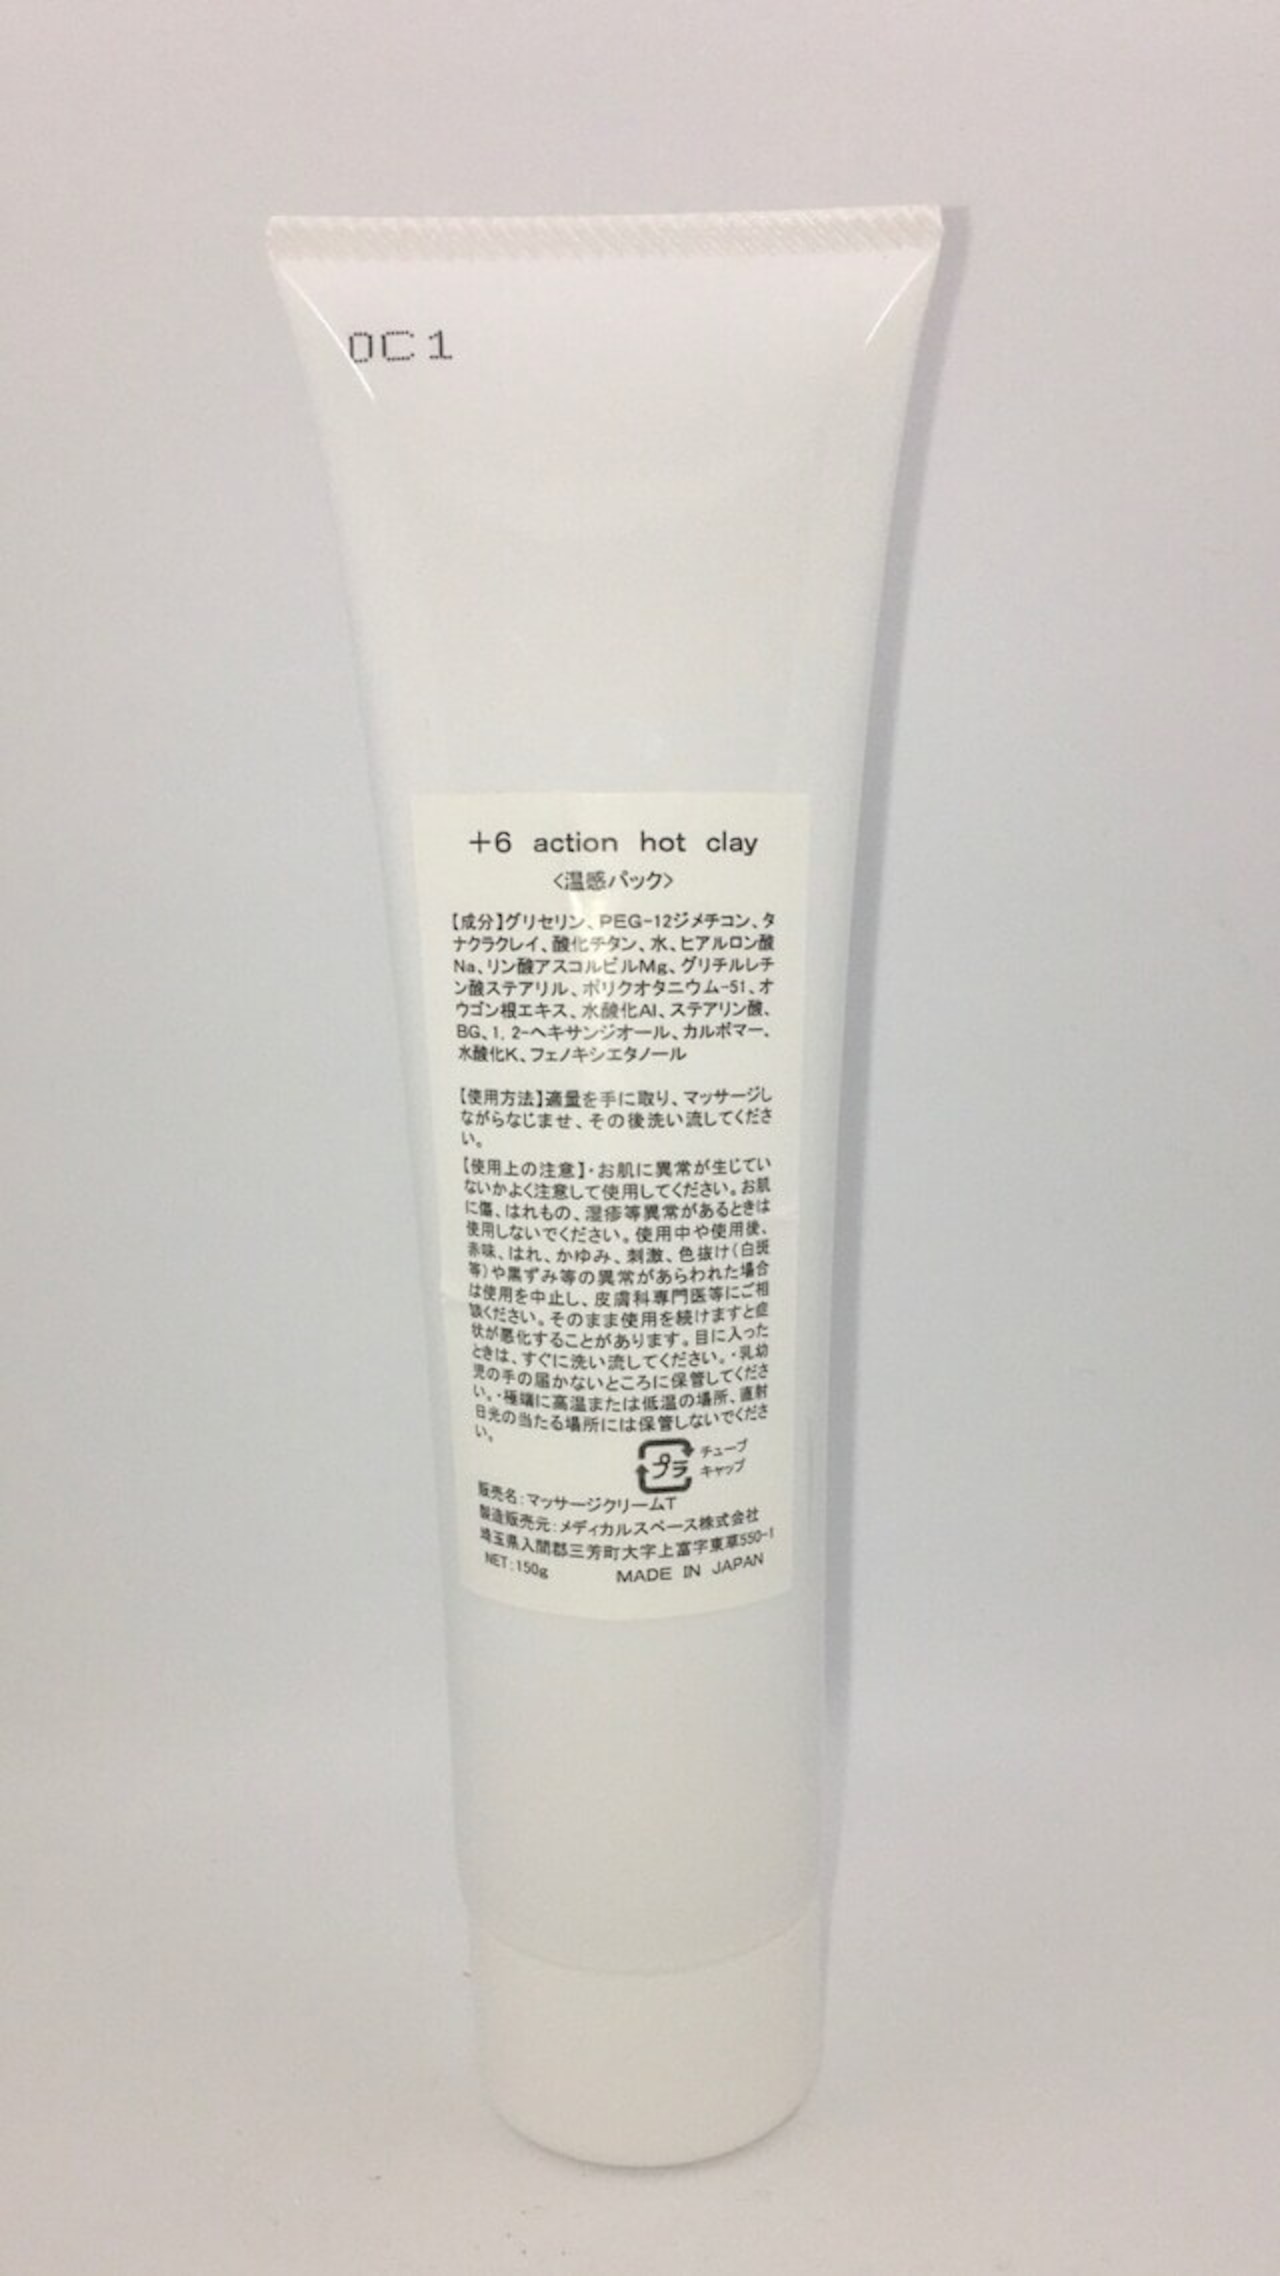 0C1
+6 action hot clay
<温感パック>
【成分】グリセリン、PEG-12ジメチコン、タ
ナクラクレイ、酸化チタン、水、ヒアルロン酸
Na、リン酸アスコルビルMg、グリチルレチ
ン酸ステアリル、ポリクオタニウム-51、オ
ウゴン根エキス、水酸化Al、ステアリン酸、
BG、1, 2-ヘキサンジオール、カルボマー、
水酸化K、フェノキシエタノール
【使用方法】適量を手に取り、マッサージし
ながらなじませ、その後洗い流してくださ
い。
【使用上の注意】・お肌に異常が生じてい
ないかよく注意して使用してください。お肌
に傷、はれもの、湿疹等異常があるときは
使用しないでください。使用中や使用後、
赤味、はれ、かゆみ、刺激、色抜け(白斑
等)や黒ずみ等の異常があらわれた場合
は使用を中止し、皮膚科専門医等にご相
談ください。そのまま使用を続けますと症
状が悪化することがあります。目に入った
ときは、すぐに洗い流してください。・乳幼
児の手の届かないところに保管してくださ
い。・極端に高温または低温の場所、直射
日光の当たる場所には保管しないでくださ
い。
プラ チューブ
キャップ
販売名:マッサージクリームT
製造販売元:メディカルスペース株式会社
埼玉県入間郡三芳町大字上富字東草550-1
NET:150g MADE IN JAPAN